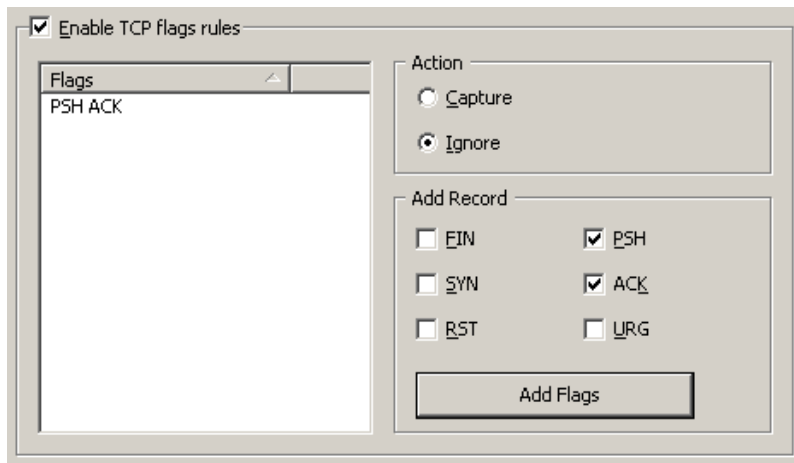 Enable TCP flags rules
Flags
PSH ACK
Action
Capture
Ignore
Add Record
FIN
PSH
SYN
ACK
RST
URG
Add Flags